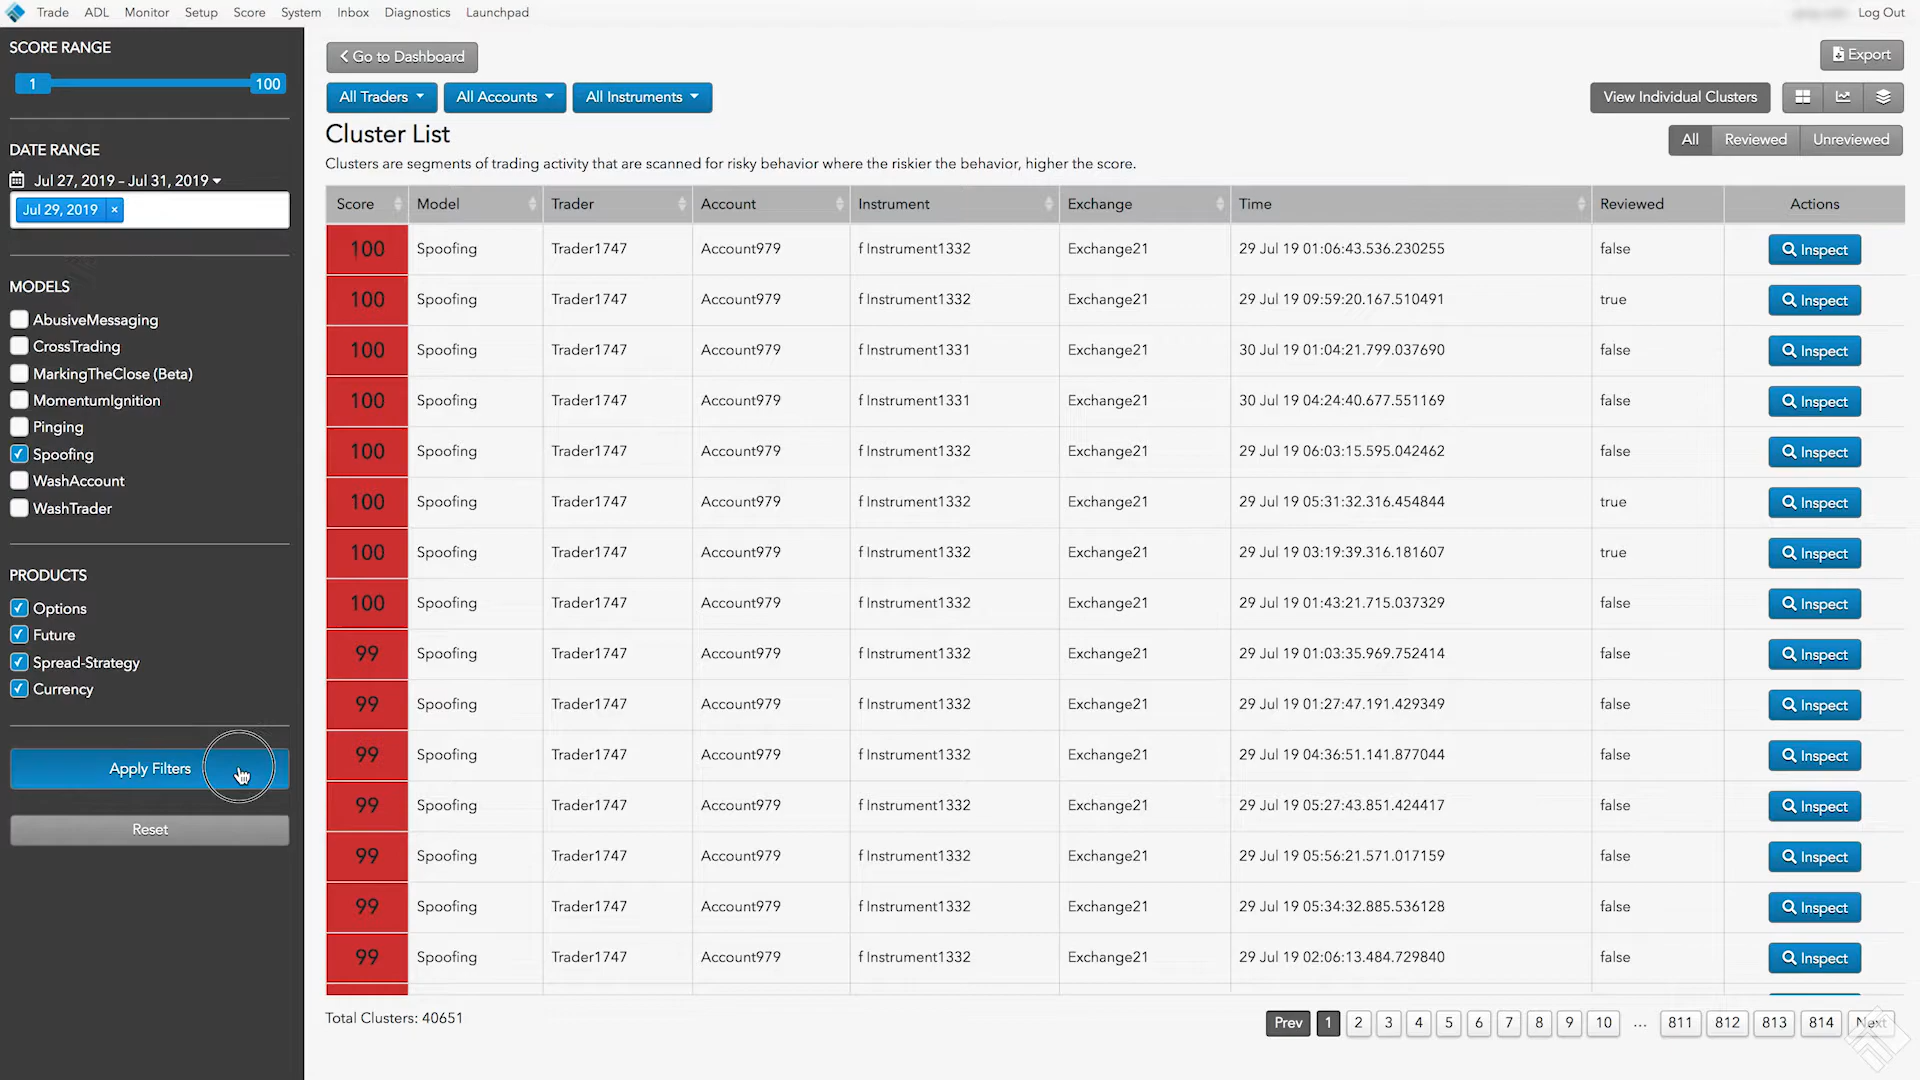 Trade ADL Monitor Setup Score System Inbox Diagnostics Launchpad Log Out
SCORE RANGE
1 100
DATE RANGE
Jul 27, 2019 – Jul 31, 2019
Jul 29, 2019 ×
MODELS
AbusiveMessaging
CrossTrading
MarkingTheClose (Beta)
MomentumIgnition
Pinging
Spoofing
WashAccount
WashTrader
PRODUCTS
Options
Future
Spread-Strategy
Currency
Apply Filters
Reset
Go to Dashboard Export
All Traders All Accounts All Instruments View Individual Clusters
Cluster List All Reviewed Unreviewed
Clusters are segments of trading activity that are scanned for risky behavior where the riskier the behavior, higher the score.
Score Model Trader Account Instrument Exchange Time Reviewed Actions
100 Spoofing Trader1747 Account979 f Instrument1332 Exchange21 29 Jul 19 01:06:43.536.230255 false Inspect
100 Spoofing Trader1747 Account979 f Instrument1332 Exchange21 29 Jul 19 09:59:20.167.510491 true Inspect
100 Spoofing Trader1747 Account979 f Instrument1331 Exchange21 30 Jul 19 01:04:21.799.037690 false Inspect
100 Spoofing Trader1747 Account979 f Instrument1331 Exchange21 30 Jul 19 04:24:40.677.551169 false Inspect
100 Spoofing Trader1747 Account979 f Instrument1332 Exchange21 29 Jul 19 06:03:15.595.042462 false Inspect
100 Spoofing Trader1747 Account979 f Instrument1332 Exchange21 29 Jul 19 05:31:32.316.454844 true Inspect
100 Spoofing Trader1747 Account979 f Instrument1332 Exchange21 29 Jul 19 03:19:39.316.181607 true Inspect
100 Spoofing Trader1747 Account979 f Instrument1332 Exchange21 29 Jul 19 01:43:21.715.037329 false Inspect
99 Spoofing Trader1747 Account979 f Instrument1332 Exchange21 29 Jul 19 01:03:35.969.752414 false Inspect
99 Spoofing Trader1747 Account979 f Instrument1332 Exchange21 29 Jul 19 01:27:47.191.429349 false Inspect
99 Spoofing Trader1747 Account979 f Instrument1332 Exchange21 29 Jul 19 04:36:51.141.877044 false Inspect
99 Spoofing Trader1747 Account979 f Instrument1332 Exchange21 29 Jul 19 05:27:43.851.424417 false Inspect
99 Spoofing Trader1747 Account979 f Instrument1332 Exchange21 29 Jul 19 05:56:21.571.017159 false Inspect
99 Spoofing Trader1747 Account979 f Instrument1332 Exchange21 29 Jul 19 05:34:32.885.536128 false Inspect
99 Spoofing Trader1747 Account979 f Instrument1332 Exchange21 29 Jul 19 02:06:13.484.729840 false Inspect
Total Clusters: 40651 Prev 1 2 3 4 5 6 7 8 9 10 ... 811 812 813 814 Next